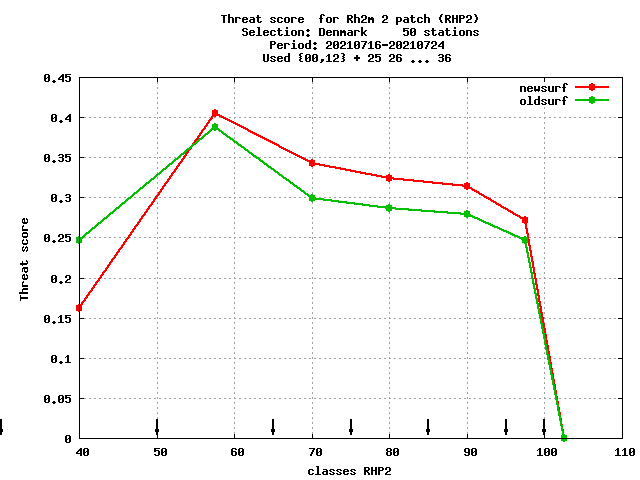 Threat score  for Rh2m 2 patch (RHP2)
Selection: Denmark     50 stations
Period: 20210716-20210724
Used {00,12} + 25 26 ... 36
newsurf
oldsurf
Threat score
0.45
0.4
0.35
0.3
0.25
0.2
0.15
0.1
0.05
0
40 50 60 70 80 90 100 110
classes RHP2